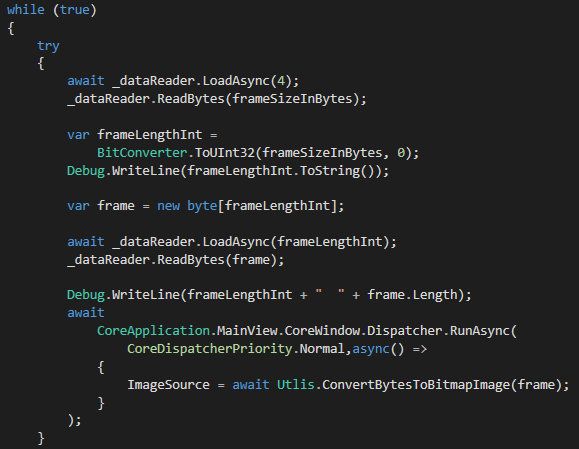 while (true)
{
    try
    {
        await _dataReader.LoadAsync(4);
        _dataReader.ReadBytes(frameSizeInBytes);

        var frameLengthInt =
            BitConverter.ToUInt32(frameSizeInBytes, 0);
        Debug.WriteLine(frameLengthInt.ToString());

        var frame = new byte[frameLengthInt];

        await _dataReader.LoadAsync(frameLengthInt);
        _dataReader.ReadBytes(frame);

        Debug.WriteLine(frameLengthInt + "  " + frame.Length);
        await
            CoreApplication.MainView.CoreWindow.Dispatcher.RunAsync(
                CoreDispatcherPriority.Normal,async() =>
            {
                ImageSource = await Utlis.ConvertBytesToBitmapImage(frame);
            }
        );
    }